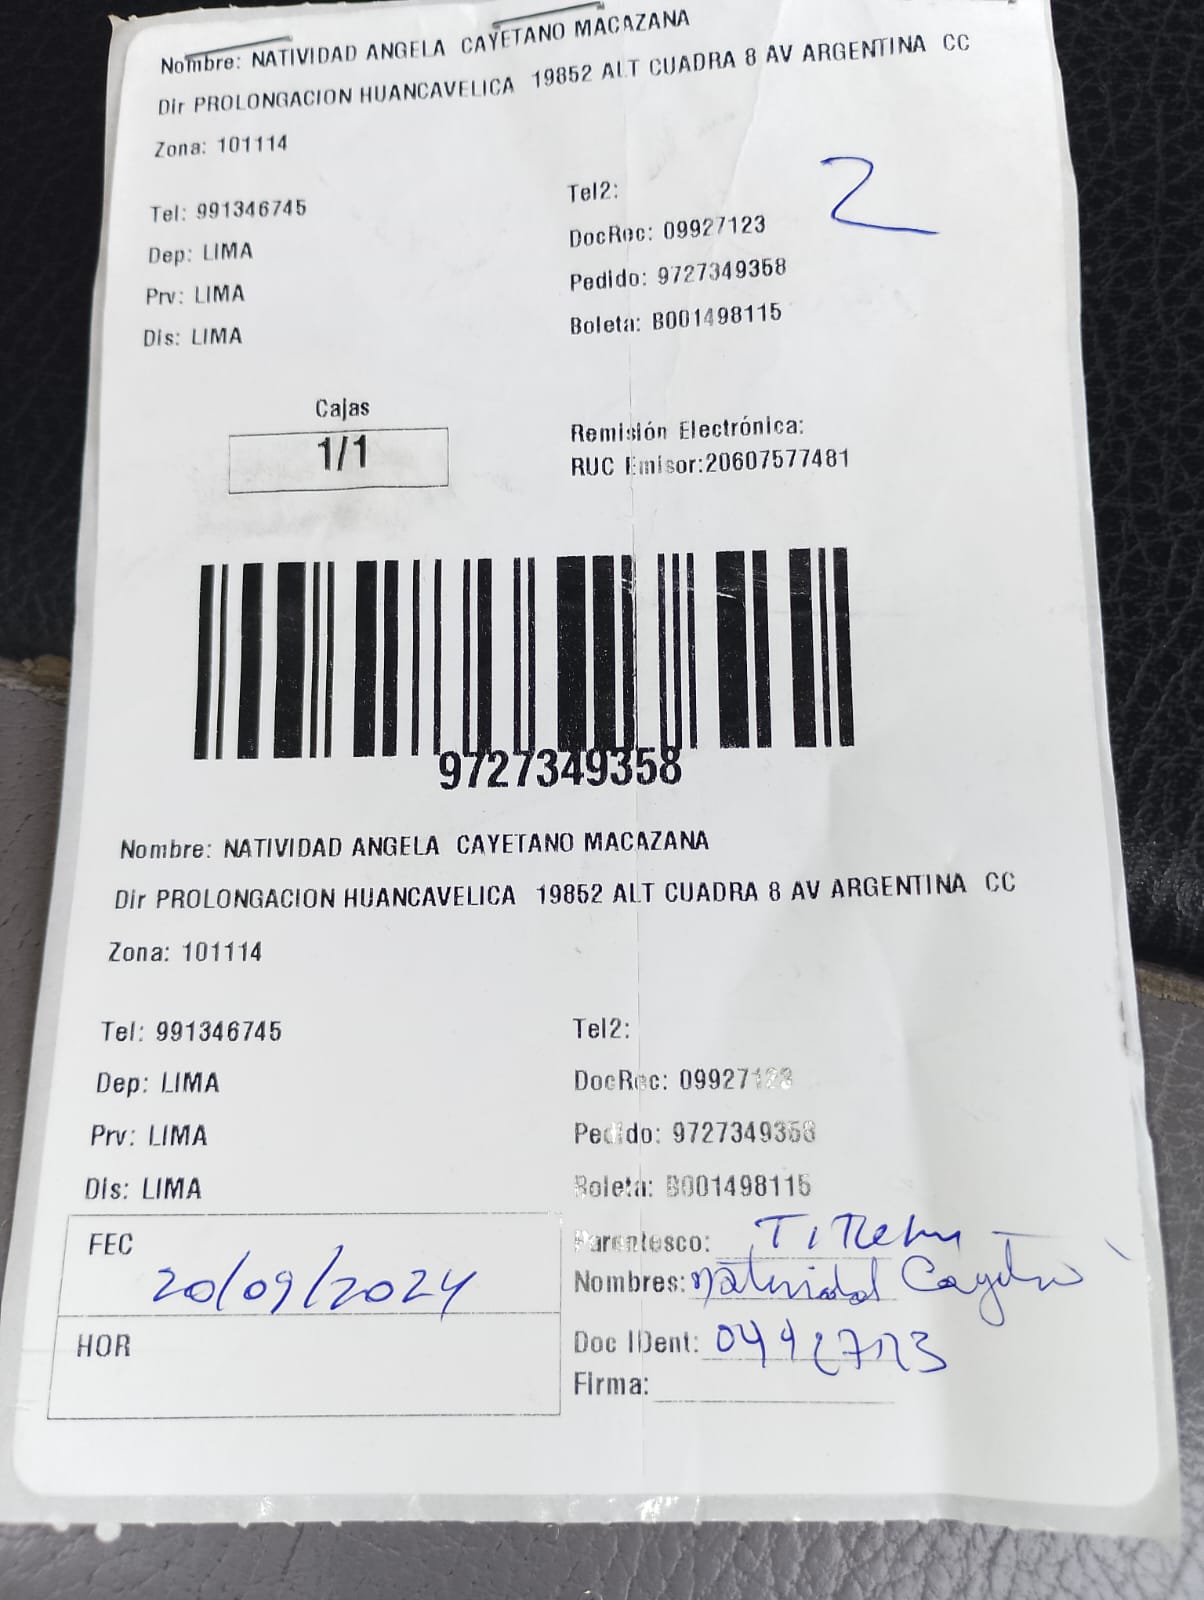 Nombre: NATIVIDAD ANGELA CAYETANO MACAZANA
Dir PROLONGACION HUANCAVELICA 19852 ALT CUADRA 8 AV ARGENTINA CC
Zona: 101114
2
Tel: 991346745
Tel2:
Dep: LIMA
DocRec: 09927123
Prv: LIMA
Pedido: 9727349358
Dis: LIMA
Boleta: B001498115
Cajas
1/1
Remisión Electrónica:
RUC Emisor:20607577481
9727349358
Nombre: NATIVIDAD ANGELA CAYETANO MACAZANA
Dir PROLONGACION HUANCAVELICA 19852 ALT CUADRA 8 AV ARGENTINA CC
Zona: 101114
Tel: 991346745
Tel2:
Dep: LIMA
DocRec: 09927123
Prv: LIMA
Pedido: 9727349358
Dis: LIMA
Boleta: B001498115
FEC
20/09/2024
HOR
Parentesco:
Nombres: Natividad Cayetano
Doc IDent:
Firma: